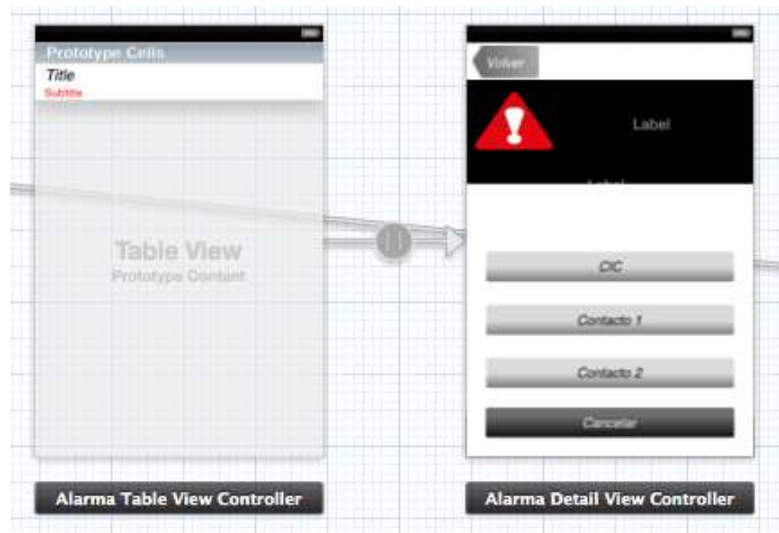 Prototype Cells
Title
Subtitle
Table View
Prototype Content
Alarma Table View Controller
Volver
Label
Label
CIC
Contacto 1
Contacto 2
Cancelar
Alarma Detail View Controller